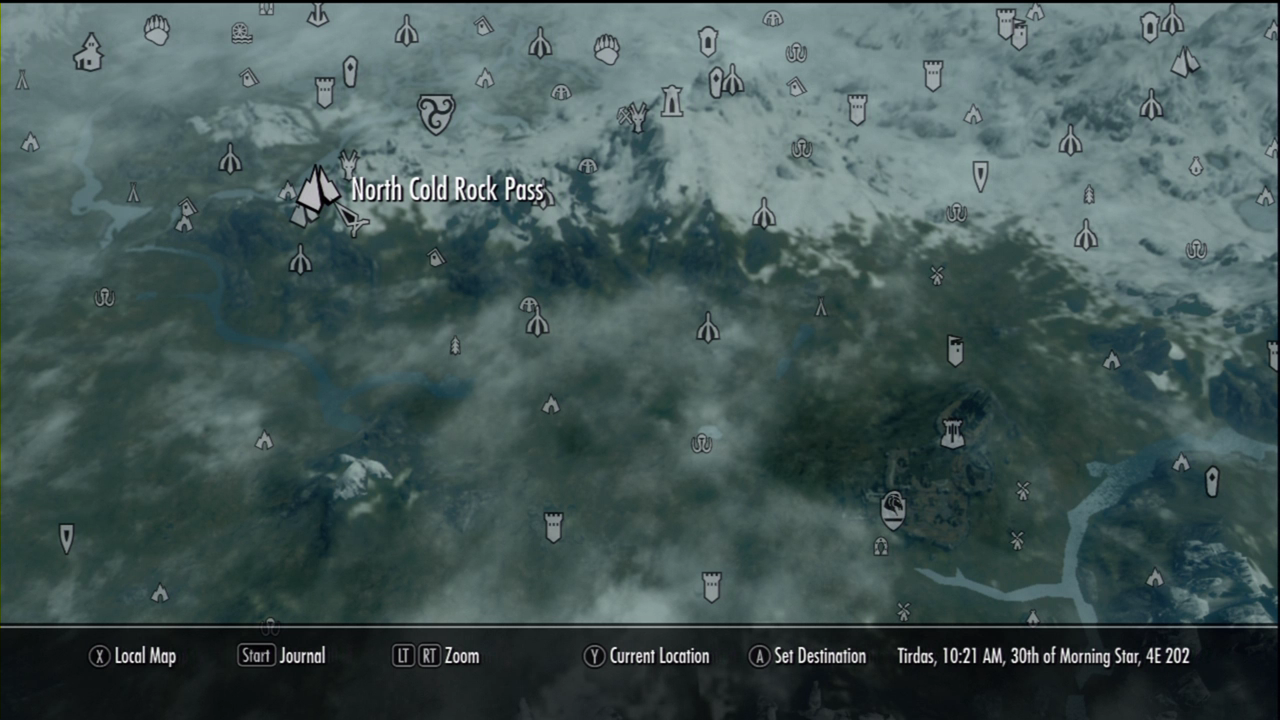 North Cold Rock Pass
X Local Map
Start Journal
LT RT Zoom
Y Current Location
A Set Destination
Tirdas, 10:21 AM, 30th of Morning Star, 4E 202